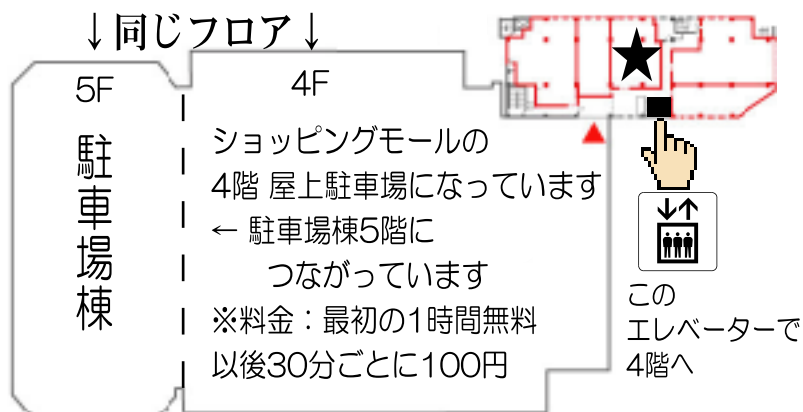 ↓同じフロア↓
5F
駐車場棟
4F
ショッピングモールの
4階 屋上駐車場になっています
← 駐車場棟5階に
つながっています
※料金：最初の1時間無料
以後30分ごとに100円
この
エレベーターで
4階へ